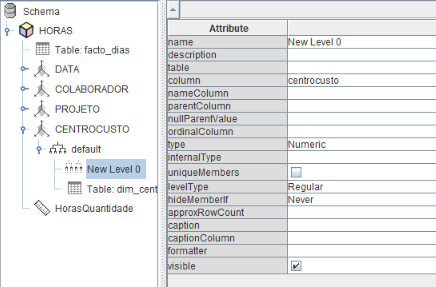 Schema
HORAS
Table: facto_dias
DATA
COLABORADOR
PROJETO
CENTROCUSTO
default
New Level 0
Table: dim_cent
HorasQuantidade
Attribute
name New Level 0
description
table
column centrocusto
nameColumn
parentColumn
nullParentValue
ordinalColumn
type Numeric
internalType
uniqueMembers
levelType Regular
hideMemberIf Never
approxRowCount
caption
captionColumn
formatter
visible